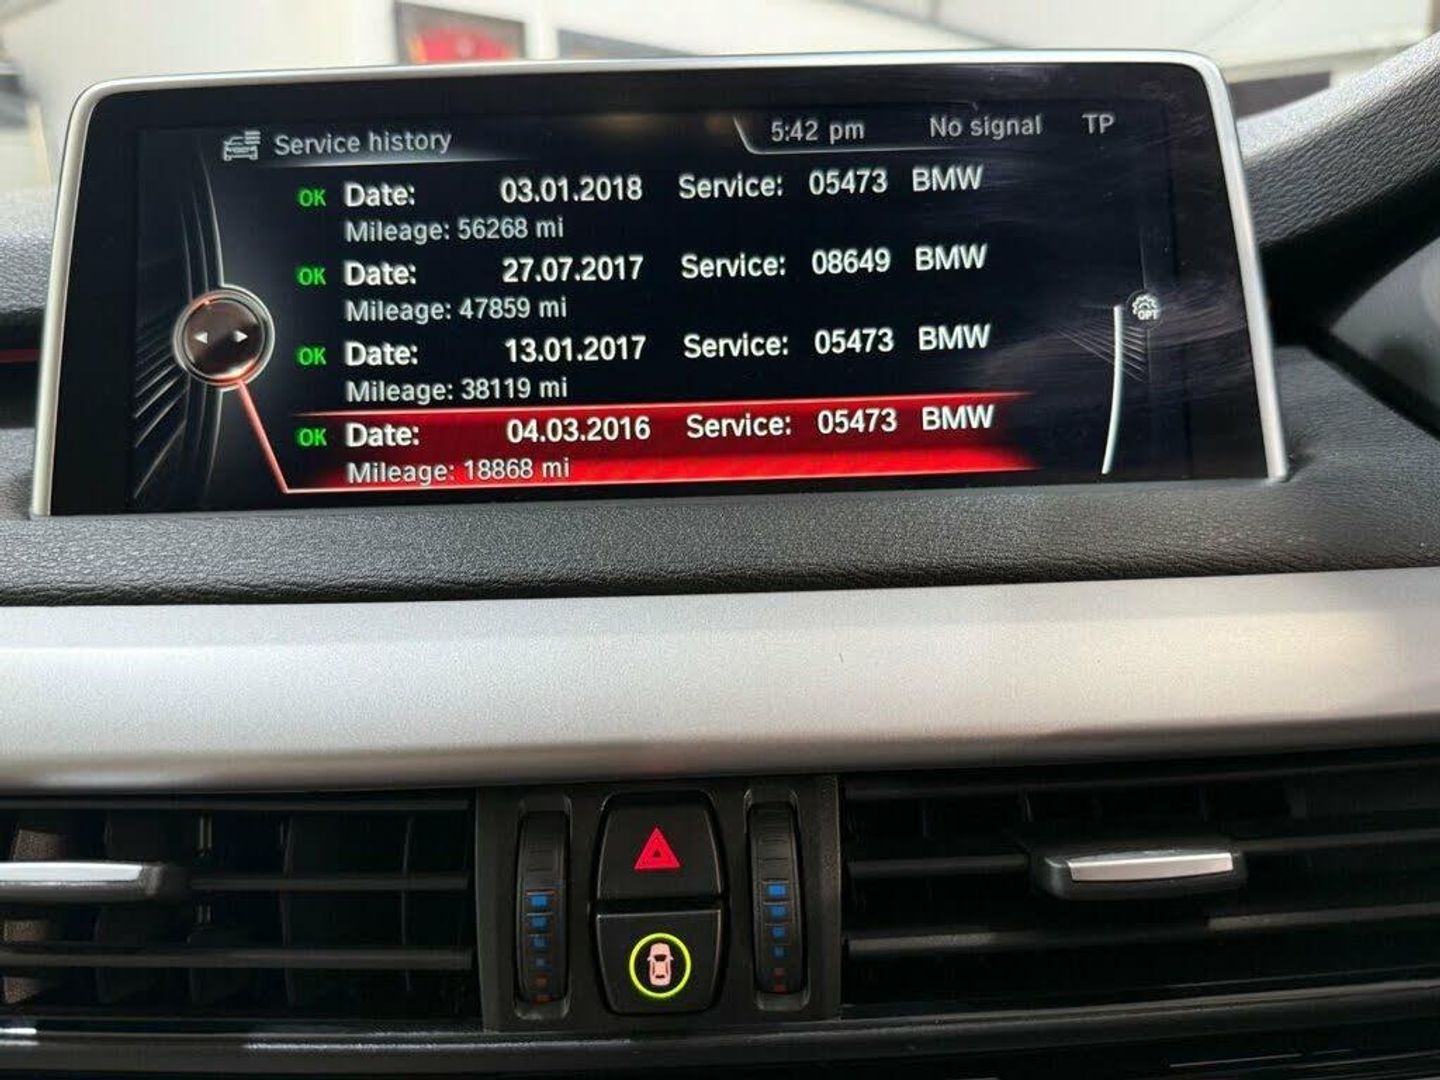 Service history 5:42 pm No signal TP
OK Date: 03.01.2018 Service: 05473 BMW
Mileage: 56268 mi
OK Date: 27.07.2017 Service: 08649 BMW
Mileage: 47859 mi
OK Date: 13.01.2017 Service: 05473 BMW
Mileage: 38119 mi
OK Date: 04.03.2016 Service: 05473 BMW
Mileage: 18868 mi
OPT